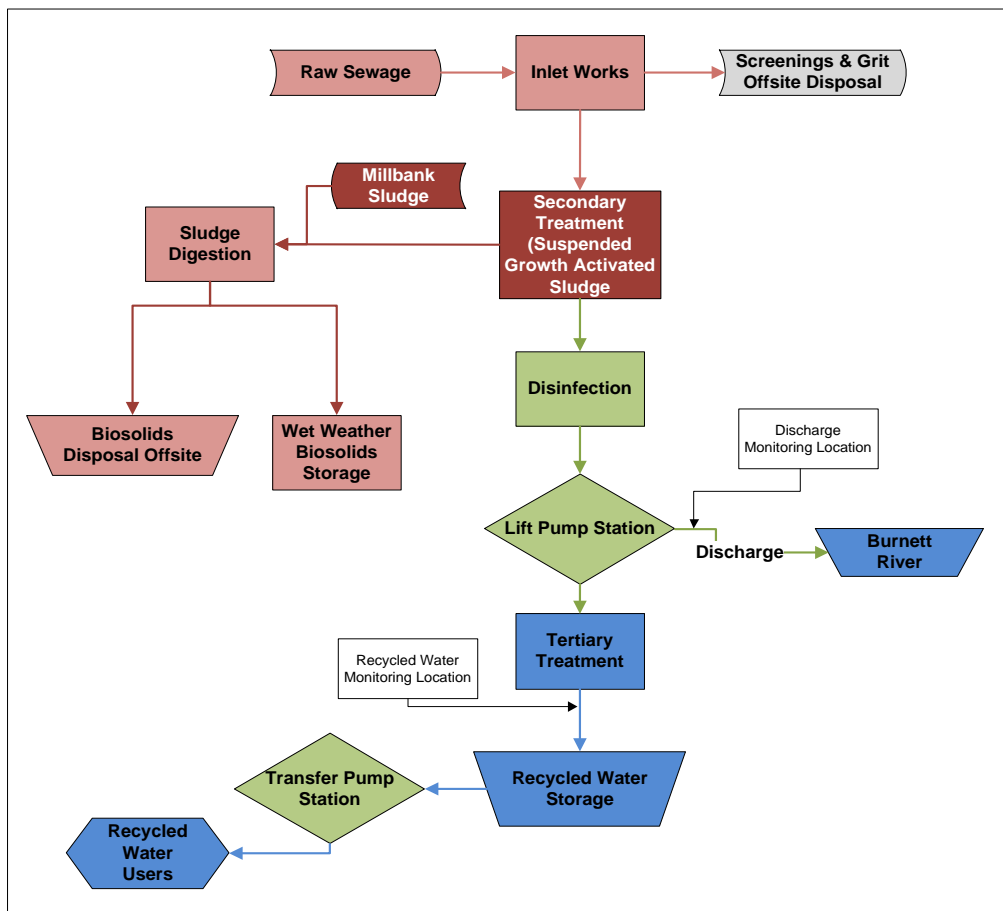 Raw Sewage
Inlet Works
Screenings & Grit
Offsite Disposal
Millbank
Sludge
Secondary
Treatment
(Suspended
Growth Activated
Sludge
Sludge
Digestion
Disinfection
Biosolids
Disposal Offsite
Wet Weather
Biosolids
Storage
Discharge
Monitoring Location
Lift Pump Station
Discharge
Burnett
River
Tertiary
Treatment
Recycled Water
Monitoring Location
Transfer Pump
Station
Recycled Water
Storage
Recycled
Water
Users